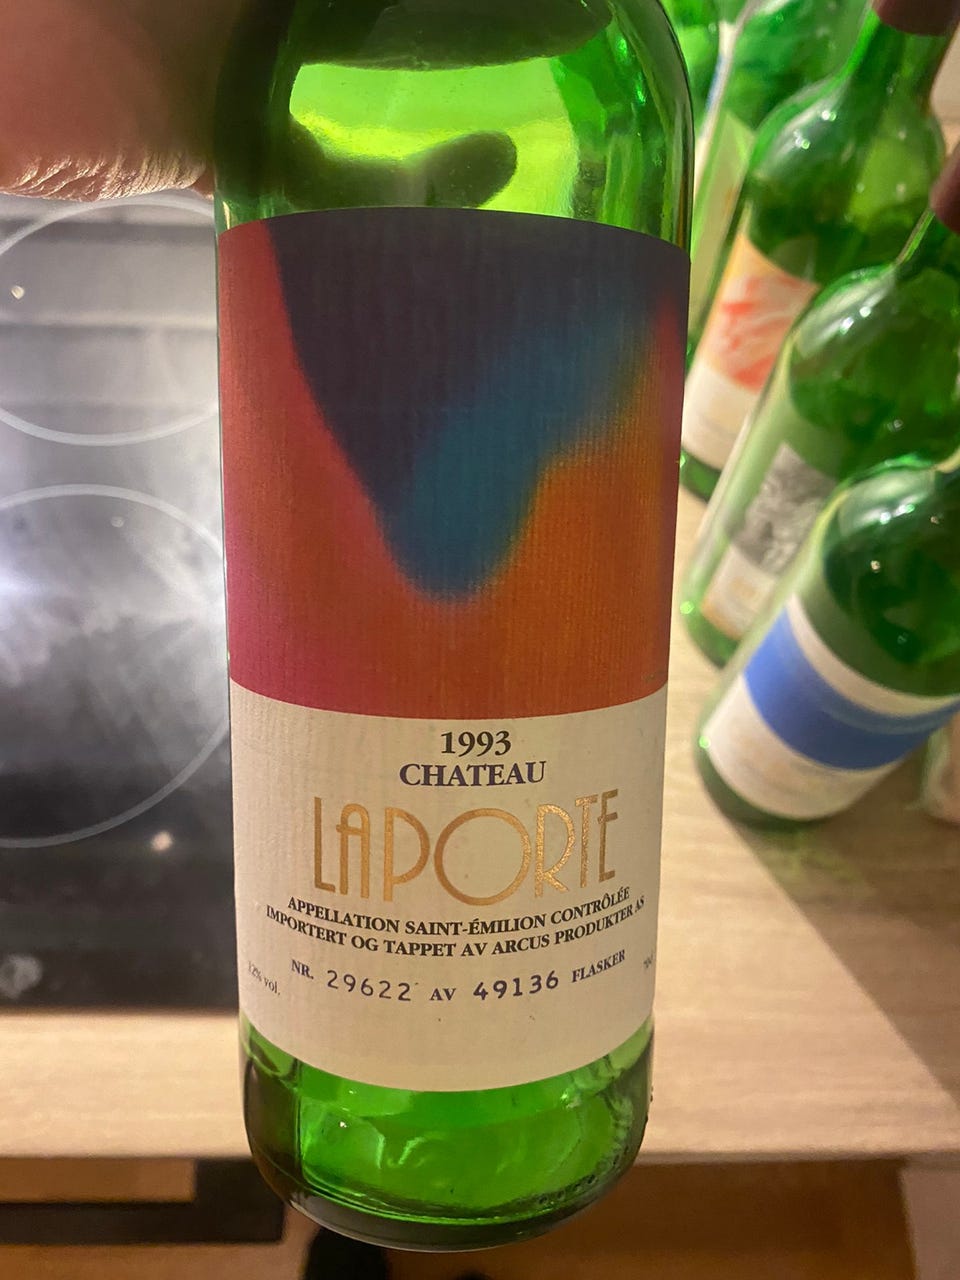 1993
CHATEAU
LAPORTE
APPELLATION SAINT-ÉMILION CONTRÔLÉE
IMPORTERT OG TAPPET AV ARCUS PRODUKTER AS
NR. 29622 AV 49136 FLASKER
12% vol.